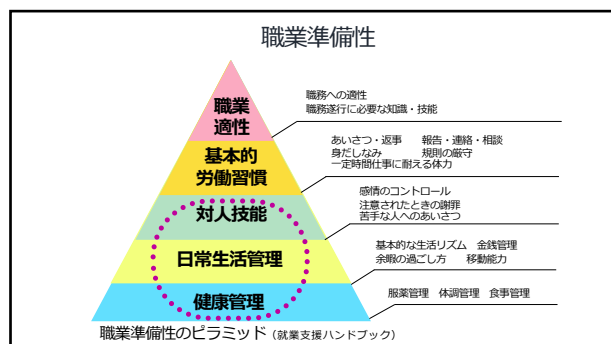 職業準備性
職業
適性
職務への適性
職務遂行に必要な知識・技能
基本的
労働習慣
あいさつ・返事　報告・連絡・相談
身だしなみ　規則の厳守
一定時間仕事に耐える体力
対人技能
感情のコントロール
注意されたときの謝罪
苦手な人へのあいさつ
日常生活管理
基本的な生活リズム　金銭管理
余暇の過ごし方　移動能力
健康管理
服薬管理　体調管理　食事管理
職業準備性のピラミッド（就業支援ハンドブック）